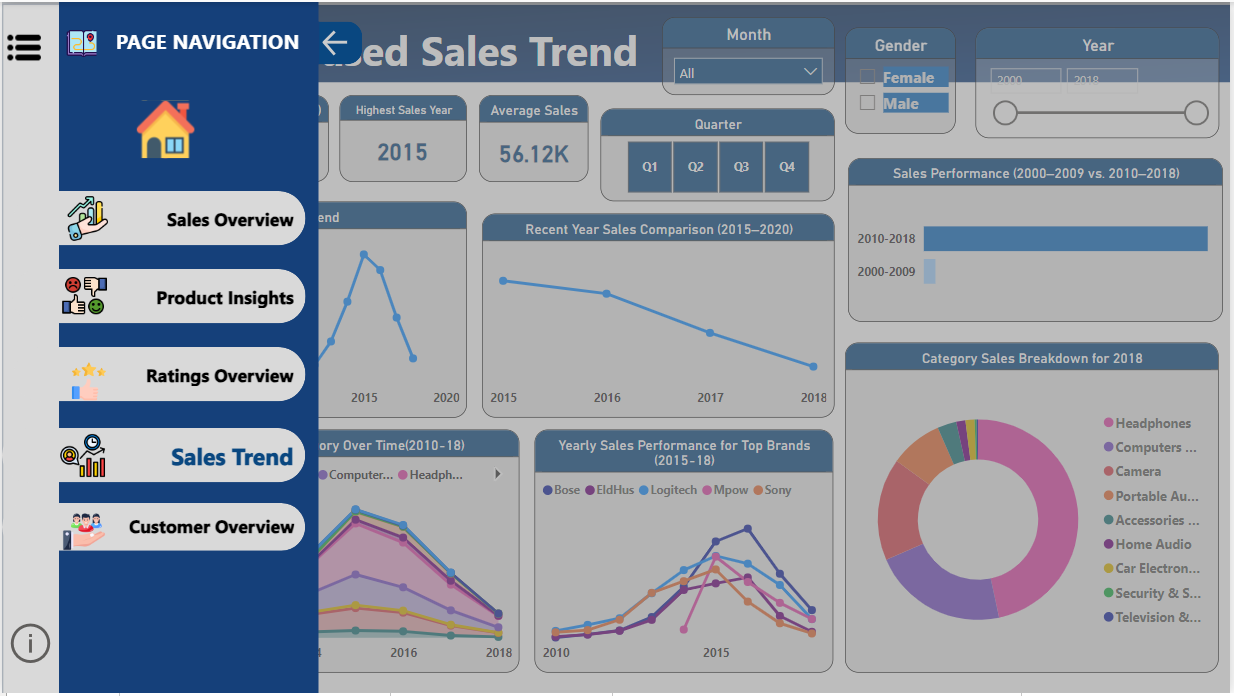 PAGE NAVIGATION
Sales Overview
Product Insights
Ratings Overview
Sales Trend
Customer Overview
i
sed Sales Trend
Month
All
Gender
Female
Male
Year
2000
2018
)
Highest Sales Year
2015
Average Sales
56.12K
Quarter
Q1
Q2
Q3
Q4
Sales Performance (2000–2009 vs. 2010–2018)
2010-2018
2000-2009
end
2015
2020
Recent Year Sales Comparison (2015–2020)
2015
2016
2017
2018
Category Sales Breakdown for 2018
Headphones
Computers ...
Camera
Portable Au...
Accessories ...
Home Audio
Car Electron...
Security & S...
Television &...
ory Over Time(2010-18)
Computer...
Headph...
4
2016
2018
Yearly Sales Performance for Top Brands
(2015-18)
Bose
EldHus
Logitech
Mpow
Sony
2010
2015